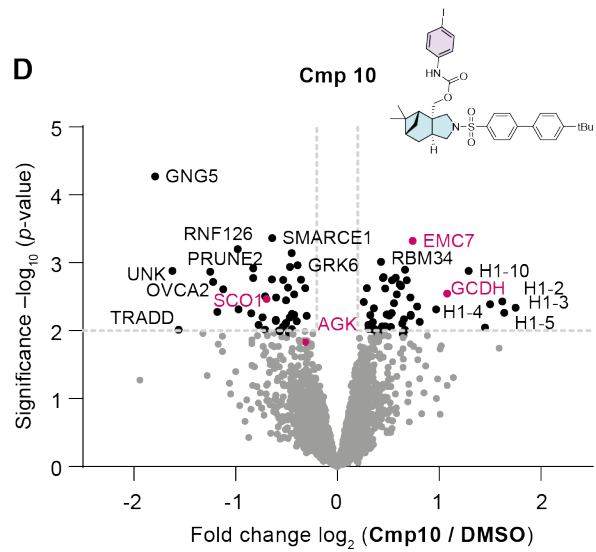 D
Cmp 10
I
HN
O
O
O
N
S
O
H
tBu
5
4
3
2
1
0
Significance –log10 (p-value)
GNG5
RNF126
SMARCE1
EMC7
PRUNE2
GRK6
RBM34
UNK
H1-10
OVCA2
SCO1
GCDH
H1-2
H1-3
TRADD
AGK
H1-4
H1-5
-2
-1
0
1
2
Fold change log2 (Cmp10 / DMSO)